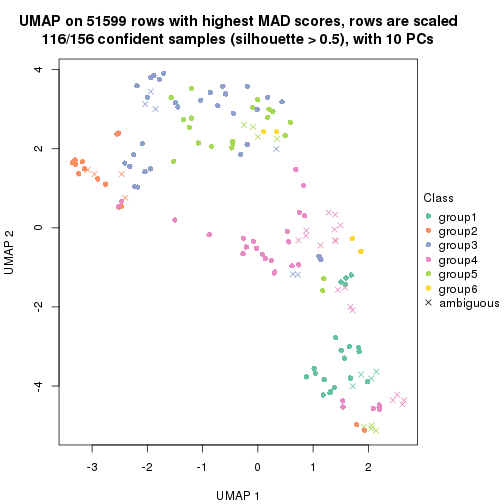 UMAP on 51599 rows with highest MAD scores, rows are scaled
116/156 confident samples (silhouette > 0.5), with 10 PCs
4
2
0
-2
-4
UMAP 2
-3
-2
-1
0
1
2
UMAP 1
Class
group1
group2
group3
group4
group5
group6
ambiguous